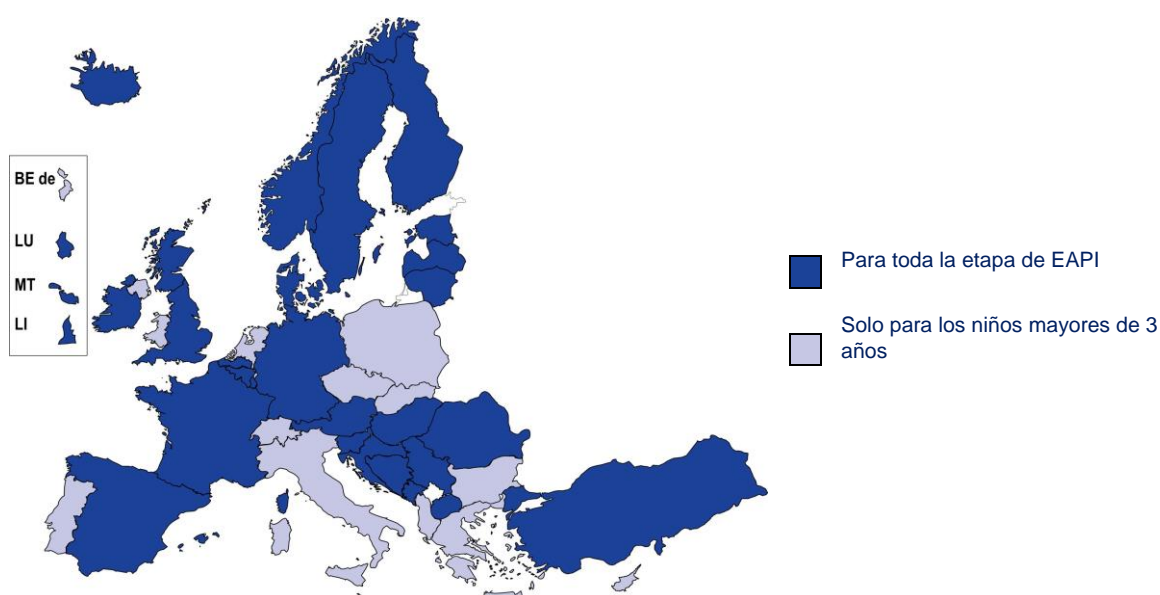 BE de
LU
MT
LI
Para toda la etapa de EAPI
Solo para los niños mayores de 3
años